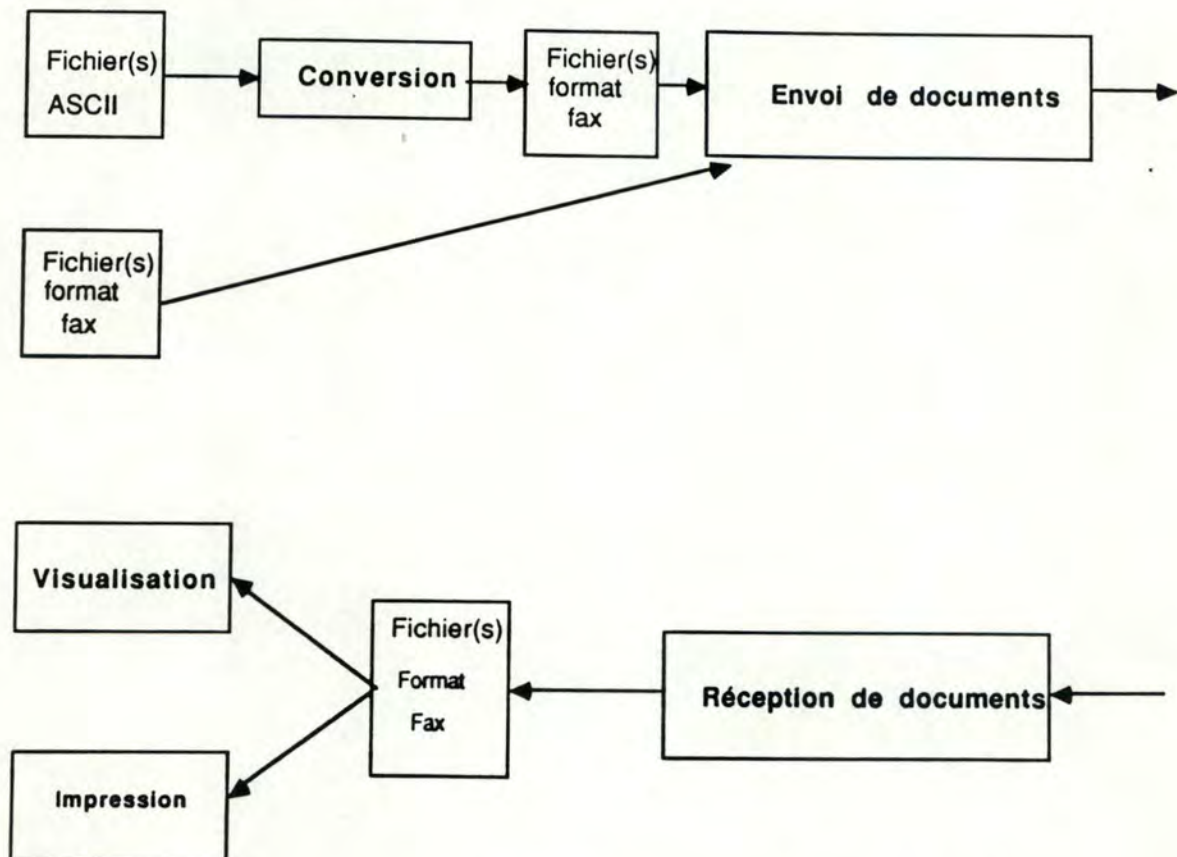 Fichier(s)
ASCII
Conversion
Fichier(s)
format
fax
Envoi de documents
Fichier(s)
format
fax
Visualisation
Fichier(s)
Format
Fax
Réception de documents
Impression